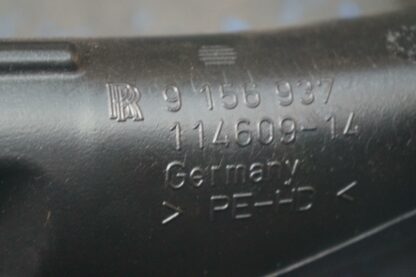 RR 9 156 937
114609-14
Germany
> PE-HD <